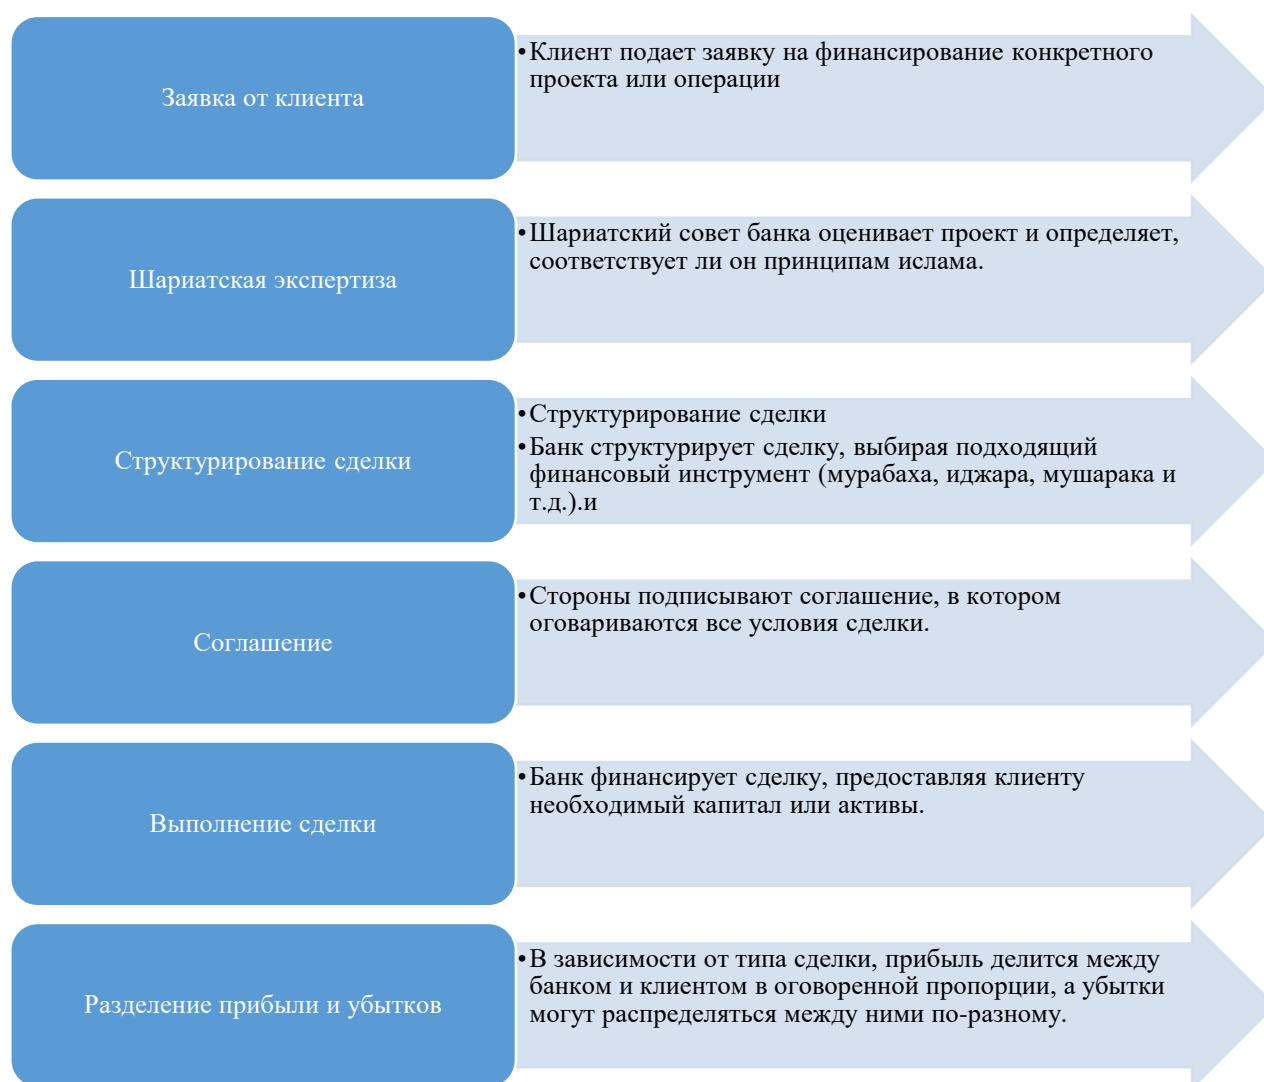 Заявка от клиента
•Клиент подает заявку на финансирование конкретного
проекта или операции
Шариатская экспертиза
•Шариатский совет банка оценивает проект и определяет,
соответствует ли он принципам ислама.
Структурирование сделки
•Структурирование сделки
•Банк структурирует сделку, выбирая подходящий
финансовый инструмент (мурабаха, иджара, мушарака и
т.д.).и
Соглашение
•Стороны подписывают соглашение, в котором
оговариваются все условия сделки.
Выполнение сделки
•Банк финансирует сделку, предоставляя клиенту
необходимый капитал или активы.
Разделение прибыли и убытков
•В зависимости от типа сделки, прибыль делится между
банком и клиентом в оговоренной пропорции, а убытки
могут распределяться между ними по-разному.